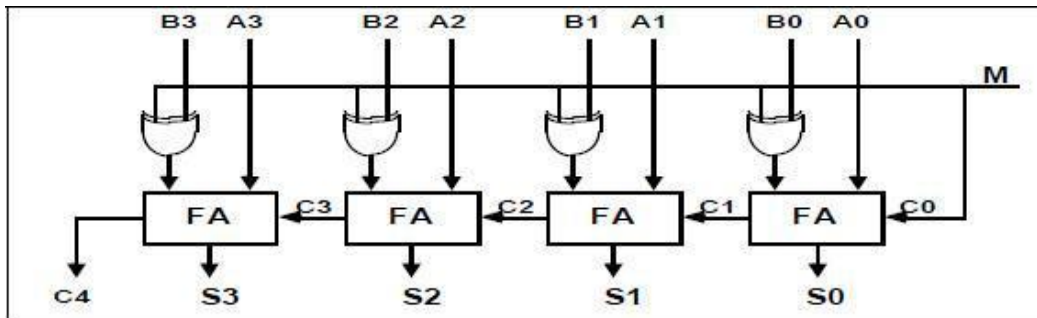 B3 A3 B2 A2 B1 A1 B0 A0
M
FA C3 FA C2 FA C1 FA C0
C4 S3 S2 S1 S0